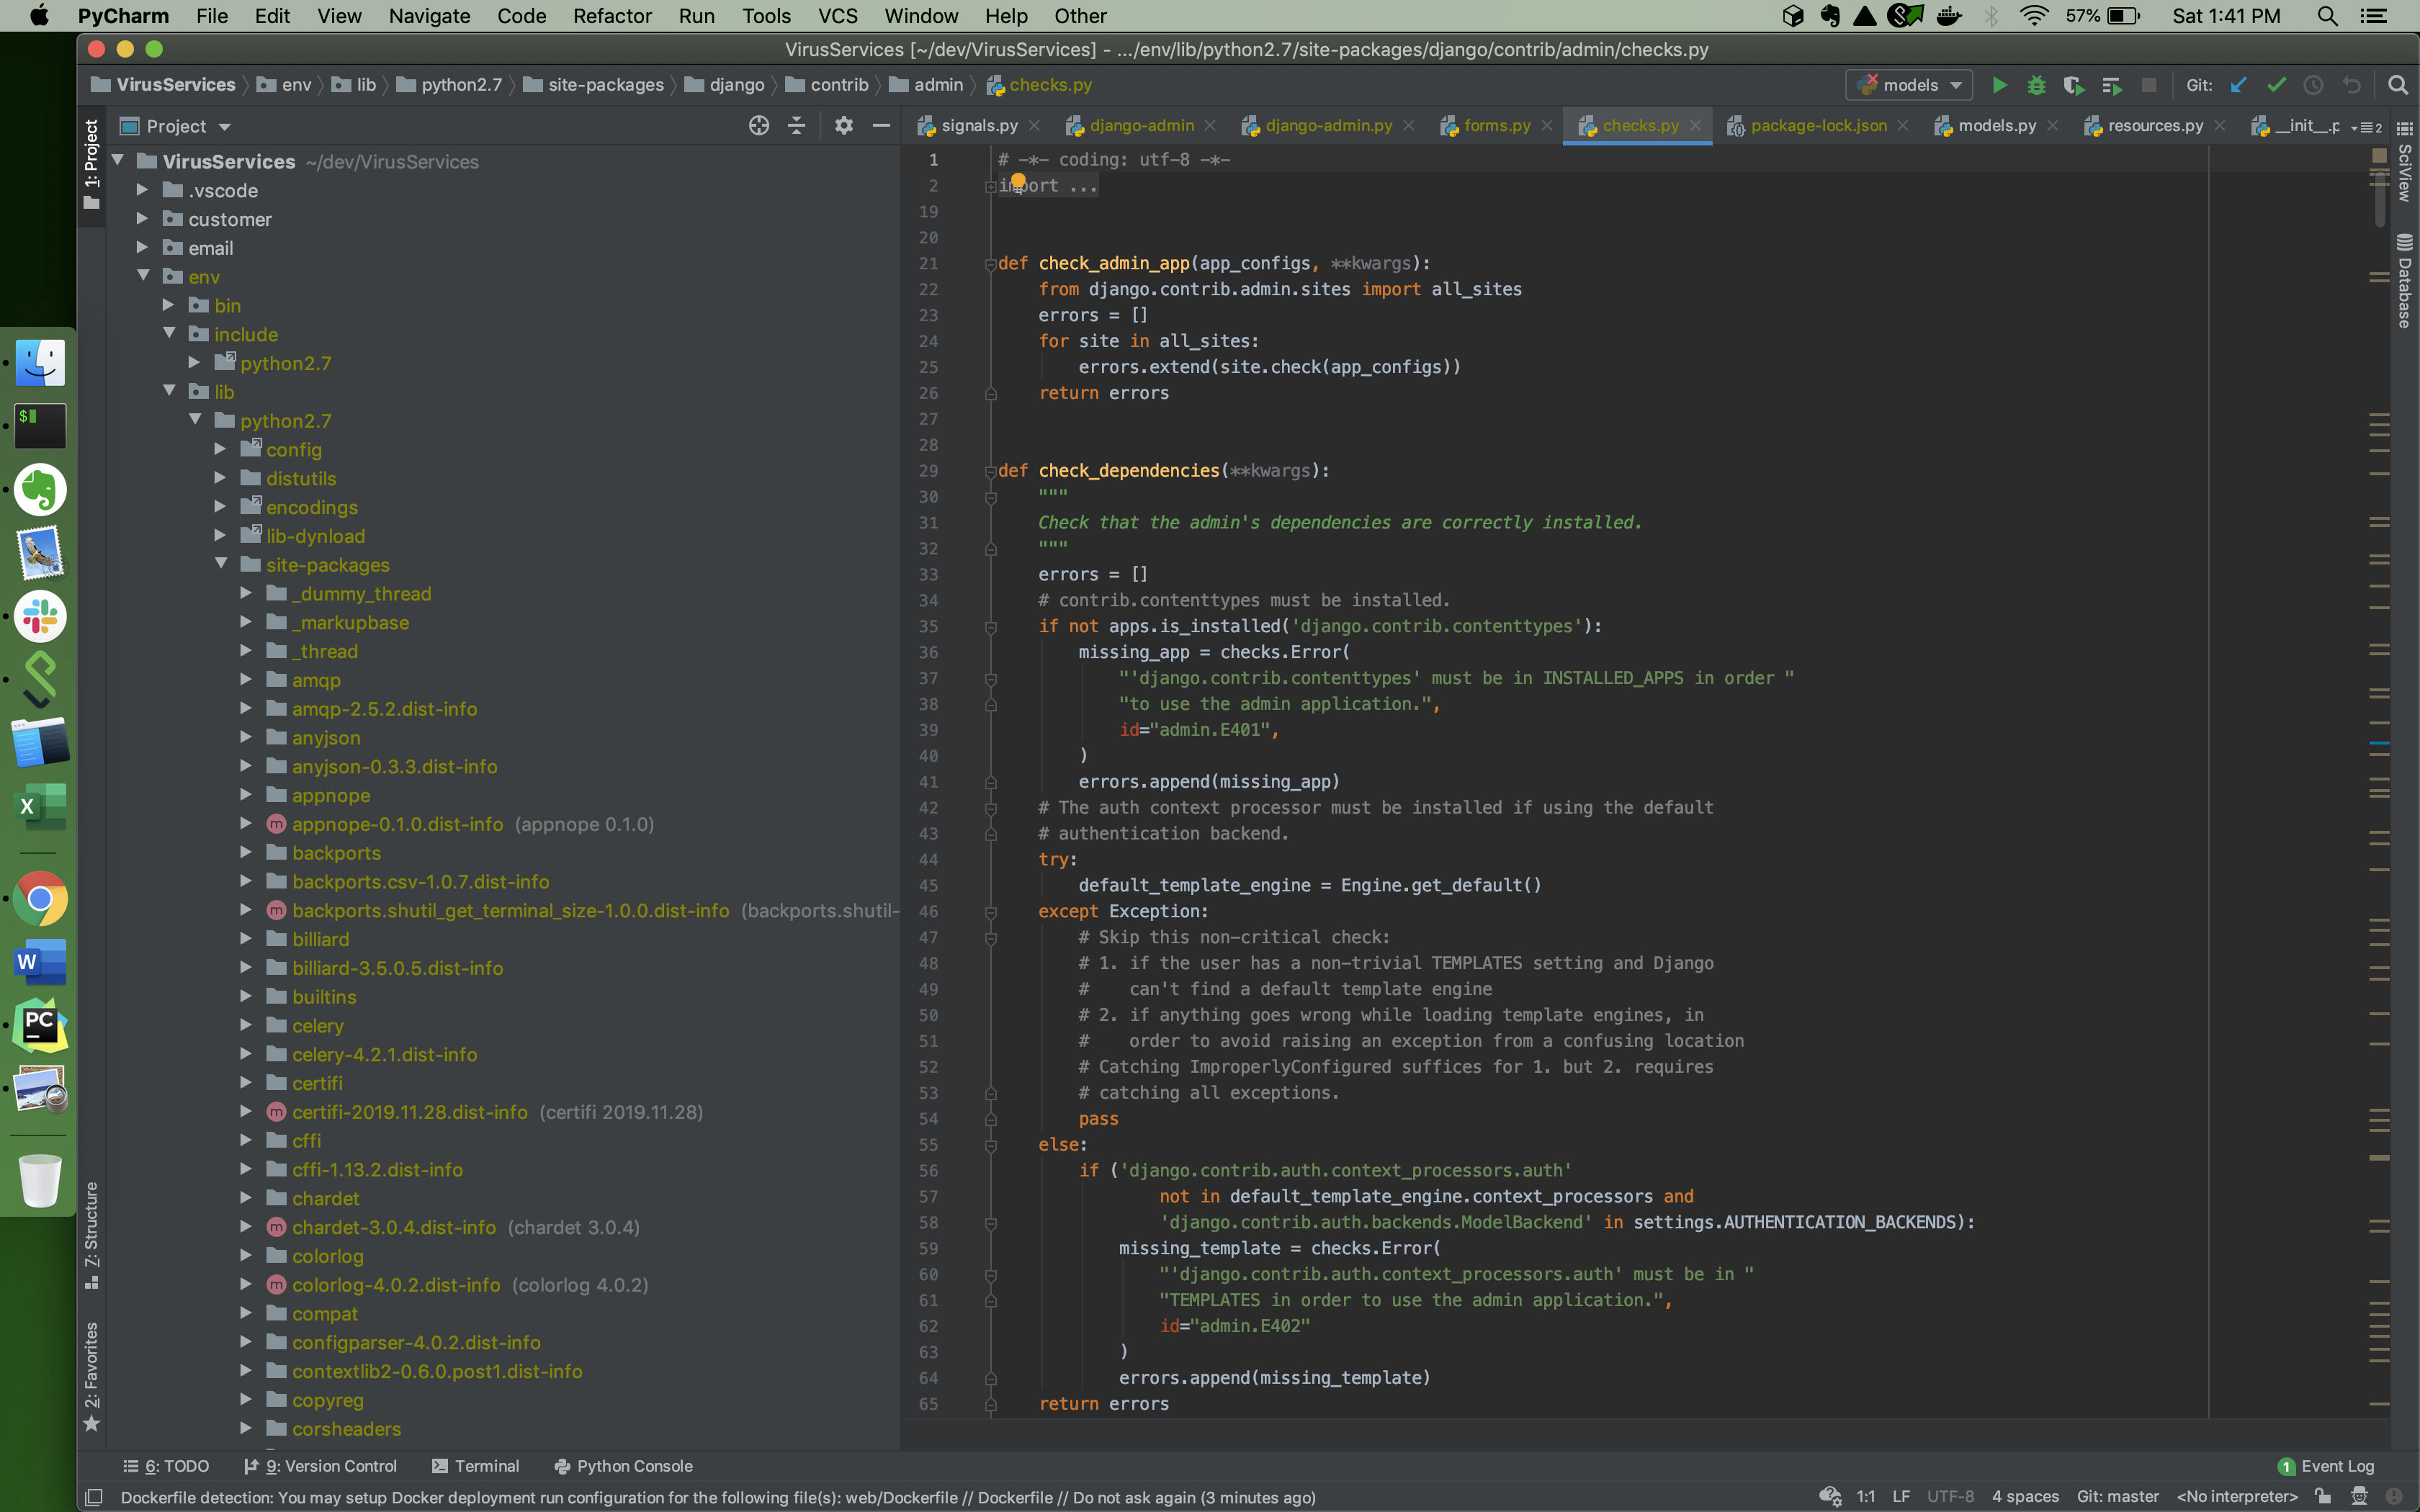 PyCharm File Edit View Navigate Code Refactor Run Tools VCS Window Help Other 57% Sat 1:41 PM
VirusServices [~/dev/VirusServices] - .../env/lib/python2.7/site-packages/django/contrib/admin/checks.py
VirusServices env lib python2.7 site-packages django contrib admin checks.py models Git:
Project
signals.py django-admin django-admin.py forms.py checks.py package-lock.json models.py resources.py __init__.p 2
1: Project
Z: Structure
2: Favorites
SciView
Database
VirusServices ~/dev/VirusServices
.vscode
customer
email
env
bin
include
python2.7
lib
python2.7
config
distutils
encodings
lib-dynload
site-packages
_dummy_thread
_markupbase
_thread
amqp
amqp-2.5.2.dist-info
anyjson
anyjson-0.3.3.dist-info
appnope
appnope-0.1.0.dist-info (appnope 0.1.0)
backports
backports.csv-1.0.7.dist-info
backports.shutil_get_terminal_size-1.0.0.dist-info (backports.shutil-
billiard
billiard-3.5.0.5.dist-info
builtins
celery
celery-4.2.1.dist-info
certifi
certifi-2019.11.28.dist-info (certifi 2019.11.28)
cffi
cffi-1.13.2.dist-info
chardet
chardet-3.0.4.dist-info (chardet 3.0.4)
colorlog
colorlog-4.0.2.dist-info (colorlog 4.0.2)
compat
configparser-4.0.2.dist-info
contextlib2-0.6.0.post1.dist-info
copyreg
corsheaders
1 # -*- coding: utf-8 -*-
2 import ...
19
20
21 def check_admin_app(app_configs, **kwargs):
22 from django.contrib.admin.sites import all_sites
23 errors = []
24 for site in all_sites:
25 errors.extend(site.check(app_configs))
26 return errors
27
28
29 def check_dependencies(**kwargs):
30 """
31 Check that the admin's dependencies are correctly installed.
32 """
33 errors = []
34 # contrib.contenttypes must be installed.
35 if not apps.is_installed('django.contrib.contenttypes'):
36 missing_app = checks.Error(
37 "'django.contrib.contenttypes' must be in INSTALLED_APPS in order "
38 "to use the admin application.",
39 id="admin.E401",
40 )
41 errors.append(missing_app)
42 # The auth context processor must be installed if using the default
43 # authentication backend.
44 try:
45 default_template_engine = Engine.get_default()
46 except Exception:
47 # Skip this non-critical check:
48 # 1. if the user has a non-trivial TEMPLATES setting and Django
49 # can't find a default template engine
50 # 2. if anything goes wrong while loading template engines, in
51 # order to avoid raising an exception from a confusing location
52 # Catching ImproperlyConfigured suffices for 1. but 2. requires
53 # catching all exceptions.
54 pass
55 else:
56 if ('django.contrib.auth.context_processors.auth'
57 not in default_template_engine.context_processors and
58 'django.contrib.auth.backends.ModelBackend' in settings.AUTHENTICATION_BACKENDS):
59 missing_template = checks.Error(
60 "'django.contrib.auth.context_processors.auth' must be in "
61 "TEMPLATES in order to use the admin application.",
62 id="admin.E402"
63 )
64 errors.append(missing_template)
65 return errors
6: TODO 9: Version Control Terminal Python Console 1 Event Log
Dockerfile detection: You may setup Docker deployment run configuration for the following file(s): web/Dockerfile // Dockerfile // Do not ask again (3 minutes ago) 1:1 LF UTF-8 4 spaces Git: master <No interpreter>